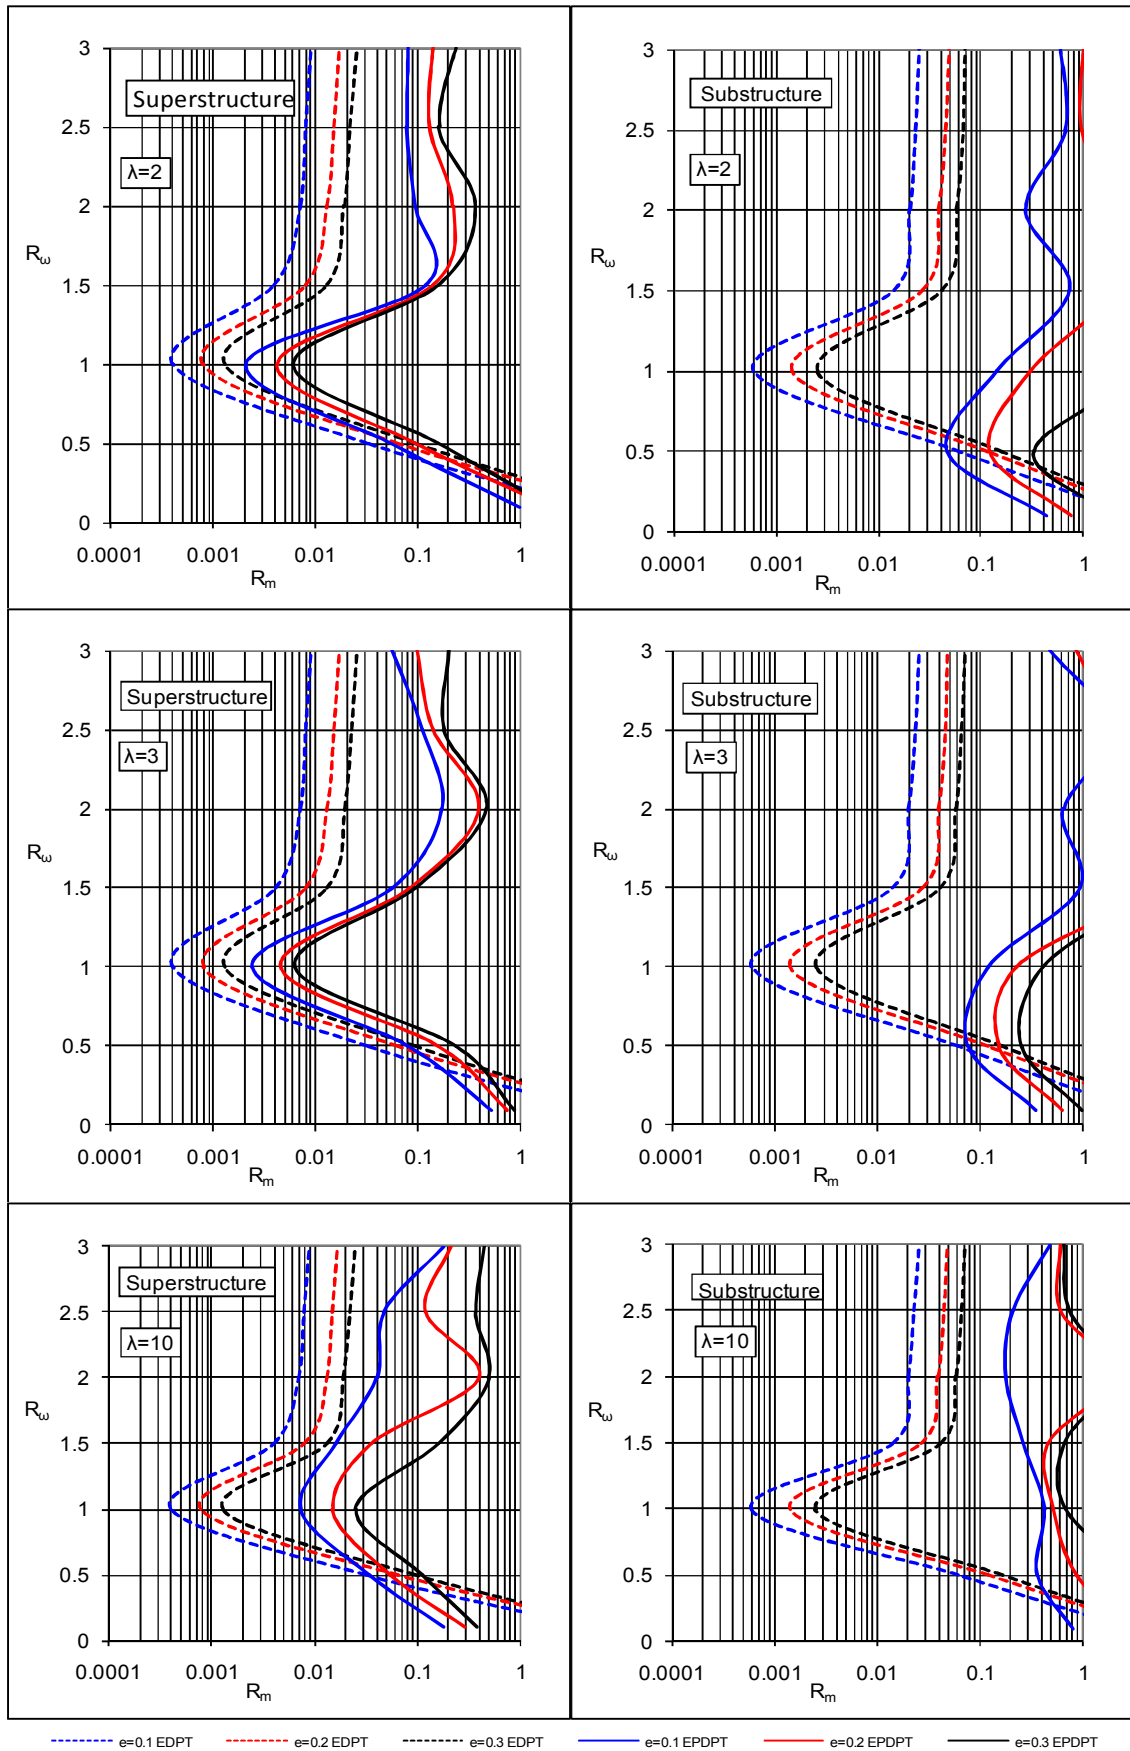 3
Superstructure
2.5
λ=2
2
Rω
1.5
1
0.5
0
0.0001 0.001 0.01 0.1 1
Rm
3
Substructure
2.5
λ=2
2
Rω
1.5
1
0.5
0
0.0001 0.001 0.01 0.1 1
Rm
3
Superstructure
2.5
λ=3
2
Rω
1.5
1
0.5
0
0.0001 0.001 0.01 0.1 1
Rm
3
Substructure
2.5
λ=3
2
Rω
1.5
1
0.5
0
0.0001 0.001 0.01 0.1 1
Rm
3
Superstructure
2.5
λ=10
2
Rω
1.5
1
0.5
0
0.0001 0.001 0.01 0.1 1
Rm
3
Substructure
2.5
λ=10
2
Rω
1.5
1
0.5
0
0.0001 0.001 0.01 0.1 1
Rm
e=0.1 EDPT e=0.2 EDPT e=0.3 EDPT e=0.1 EPDPT e=0.2 EPDPT e=0.3 EPDPT